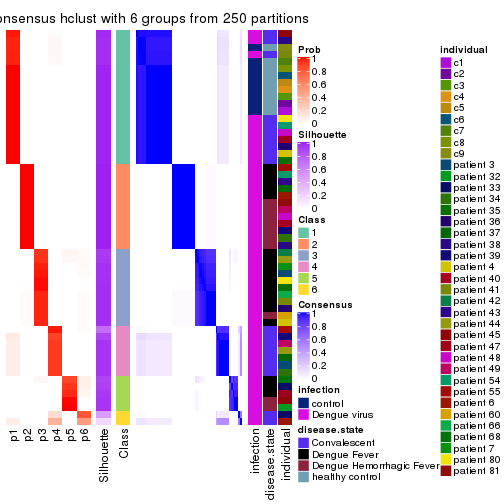 onsensus hclust with 6 groups from 250 partitions
Prob
1
0.8
0.6
0.4
0.2
0
Silhouette
1
0.8
0.6
0.4
0.2
0
Class
1
2
3
4
5
6
Consensus
1
0.8
0.6
0.4
0.2
0
infection
control
Dengue virus
disease.state
Convalescent
Dengue Fever
Dengue Hemorrhagic Fever
healthy control
individual
c1
c2
c3
c4
c5
c6
c7
c8
c9
patient 3
patient 32
patient 33
patient 34
patient 35
patient 36
patient 37
patient 38
patient 39
patient 4
patient 40
patient 41
patient 42
patient 43
patient 44
patient 45
patient 47
patient 48
patient 49
patient 54
patient 55
patient 6
patient 60
patient 66
patient 68
patient 7
patient 80
patient 81
p1
p2
p3
p4
p5
p6
Silhouette
Class
infection
disease.state
individual